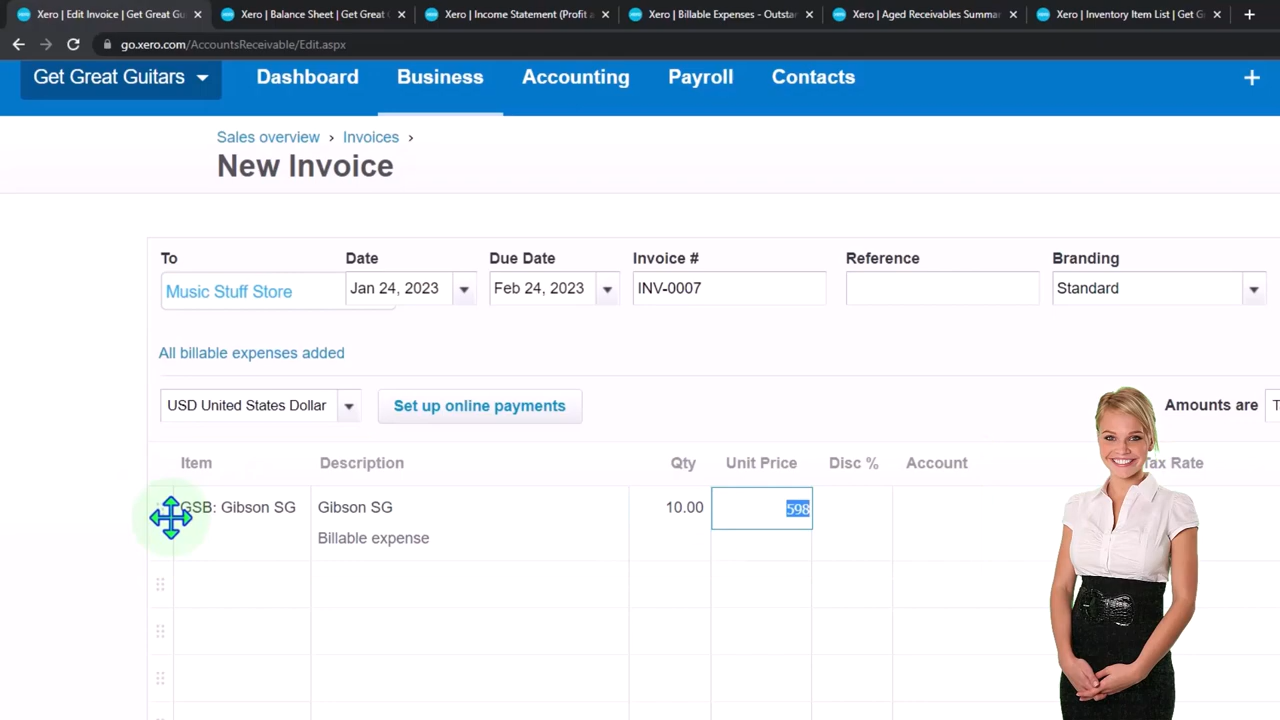 Xero | Edit Invoice | Get Great Gu
Xero | Balance Sheet | Get Great
Xero | Income Statement (Profit a
Xero | Billable Expenses - Outsta
Xero | Aged Receivables Summar
Xero | Inventory Item List | Get G
go.xero.com/AccountsReceivable/Edit.aspx
Get Great Guitars
Dashboard
Business
Accounting
Payroll
Contacts
Sales overview › Invoices ›
New Invoice
To
Date
Due Date
Invoice #
Reference
Branding
Music Stuff Store
Jan 24, 2023
Feb 24, 2023
INV-0007
Standard
All billable expenses added
USD United States Dollar
Set up online payments
Amounts are
Item
Description
Qty
Unit Price
Disc %
Account
Tax Rate
GSB: Gibson SG
Gibson SG
10.00
598
Billable expense